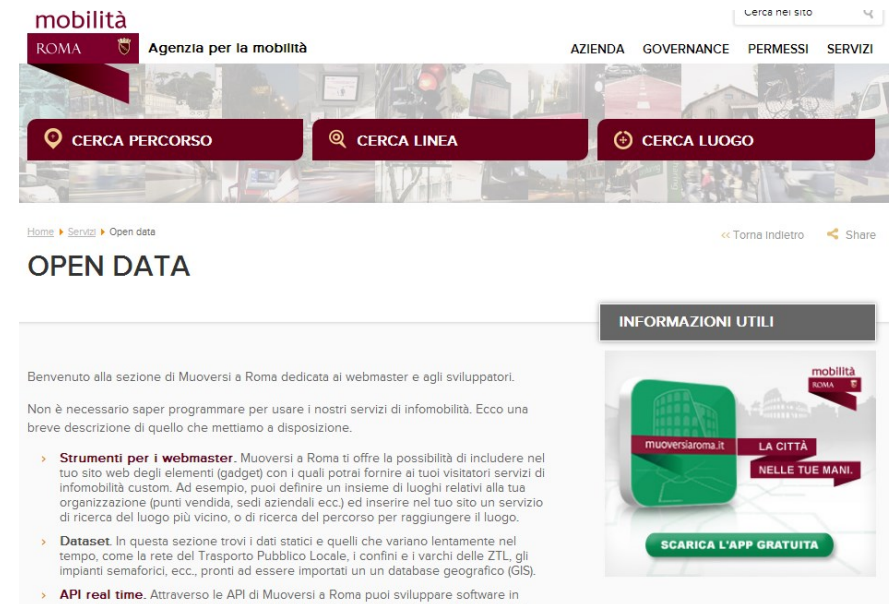 mobilità
Cerca nel sito
ROMA
Agenzia per la mobilità
AZIENDA GOVERNANCE PERMESSI SERVIZI
CERCA PERCORSO
CERCA LINEA
CERCA LUOGO
Home Servizi Open data
<< Torna indietro
Share
OPEN DATA
INFORMAZIONI UTILI
Benvenuto alla sezione di Muoversi a Roma dedicata ai webmaster e agli sviluppatori.
Non è necessario saper programmare per usare i nostri servizi di infomobilità. Ecco una
breve descrizione di quello che mettiamo a disposizione.
> Strumenti per i webmaster. Muoversi a Roma ti offre la possibilità di includere nel
tuo sito web degli elementi (gadget) con i quali potrai fornire ai tuoi visitatori servizi di
infomobilità custom. Ad esempio, puoi definire un insieme di luoghi relativi alla tua
organizzazione (punti vendita, sedi aziendali ecc.) ed inserire nel tuo sito un servizio
di ricerca del luogo più vicino, o di ricerca del percorso per raggiungere il luogo.
> Dataset. In questa sezione trovi i dati statici e quelli che variano lentamente nel
tempo, come la rete del Trasporto Pubblico Locale, i confini e i varchi delle ZTL, gli
impianti semaforici, ecc., pronti ad essere importati un un database geografico (GIS).
> API real time. Attraverso le API di Muoversi a Roma puoi sviluppare software in
mobilità
ROMA
muoversiaroma.it
LA CITTÀ
NELLE TUE MANI.
SCARICA L'APP GRATUITA